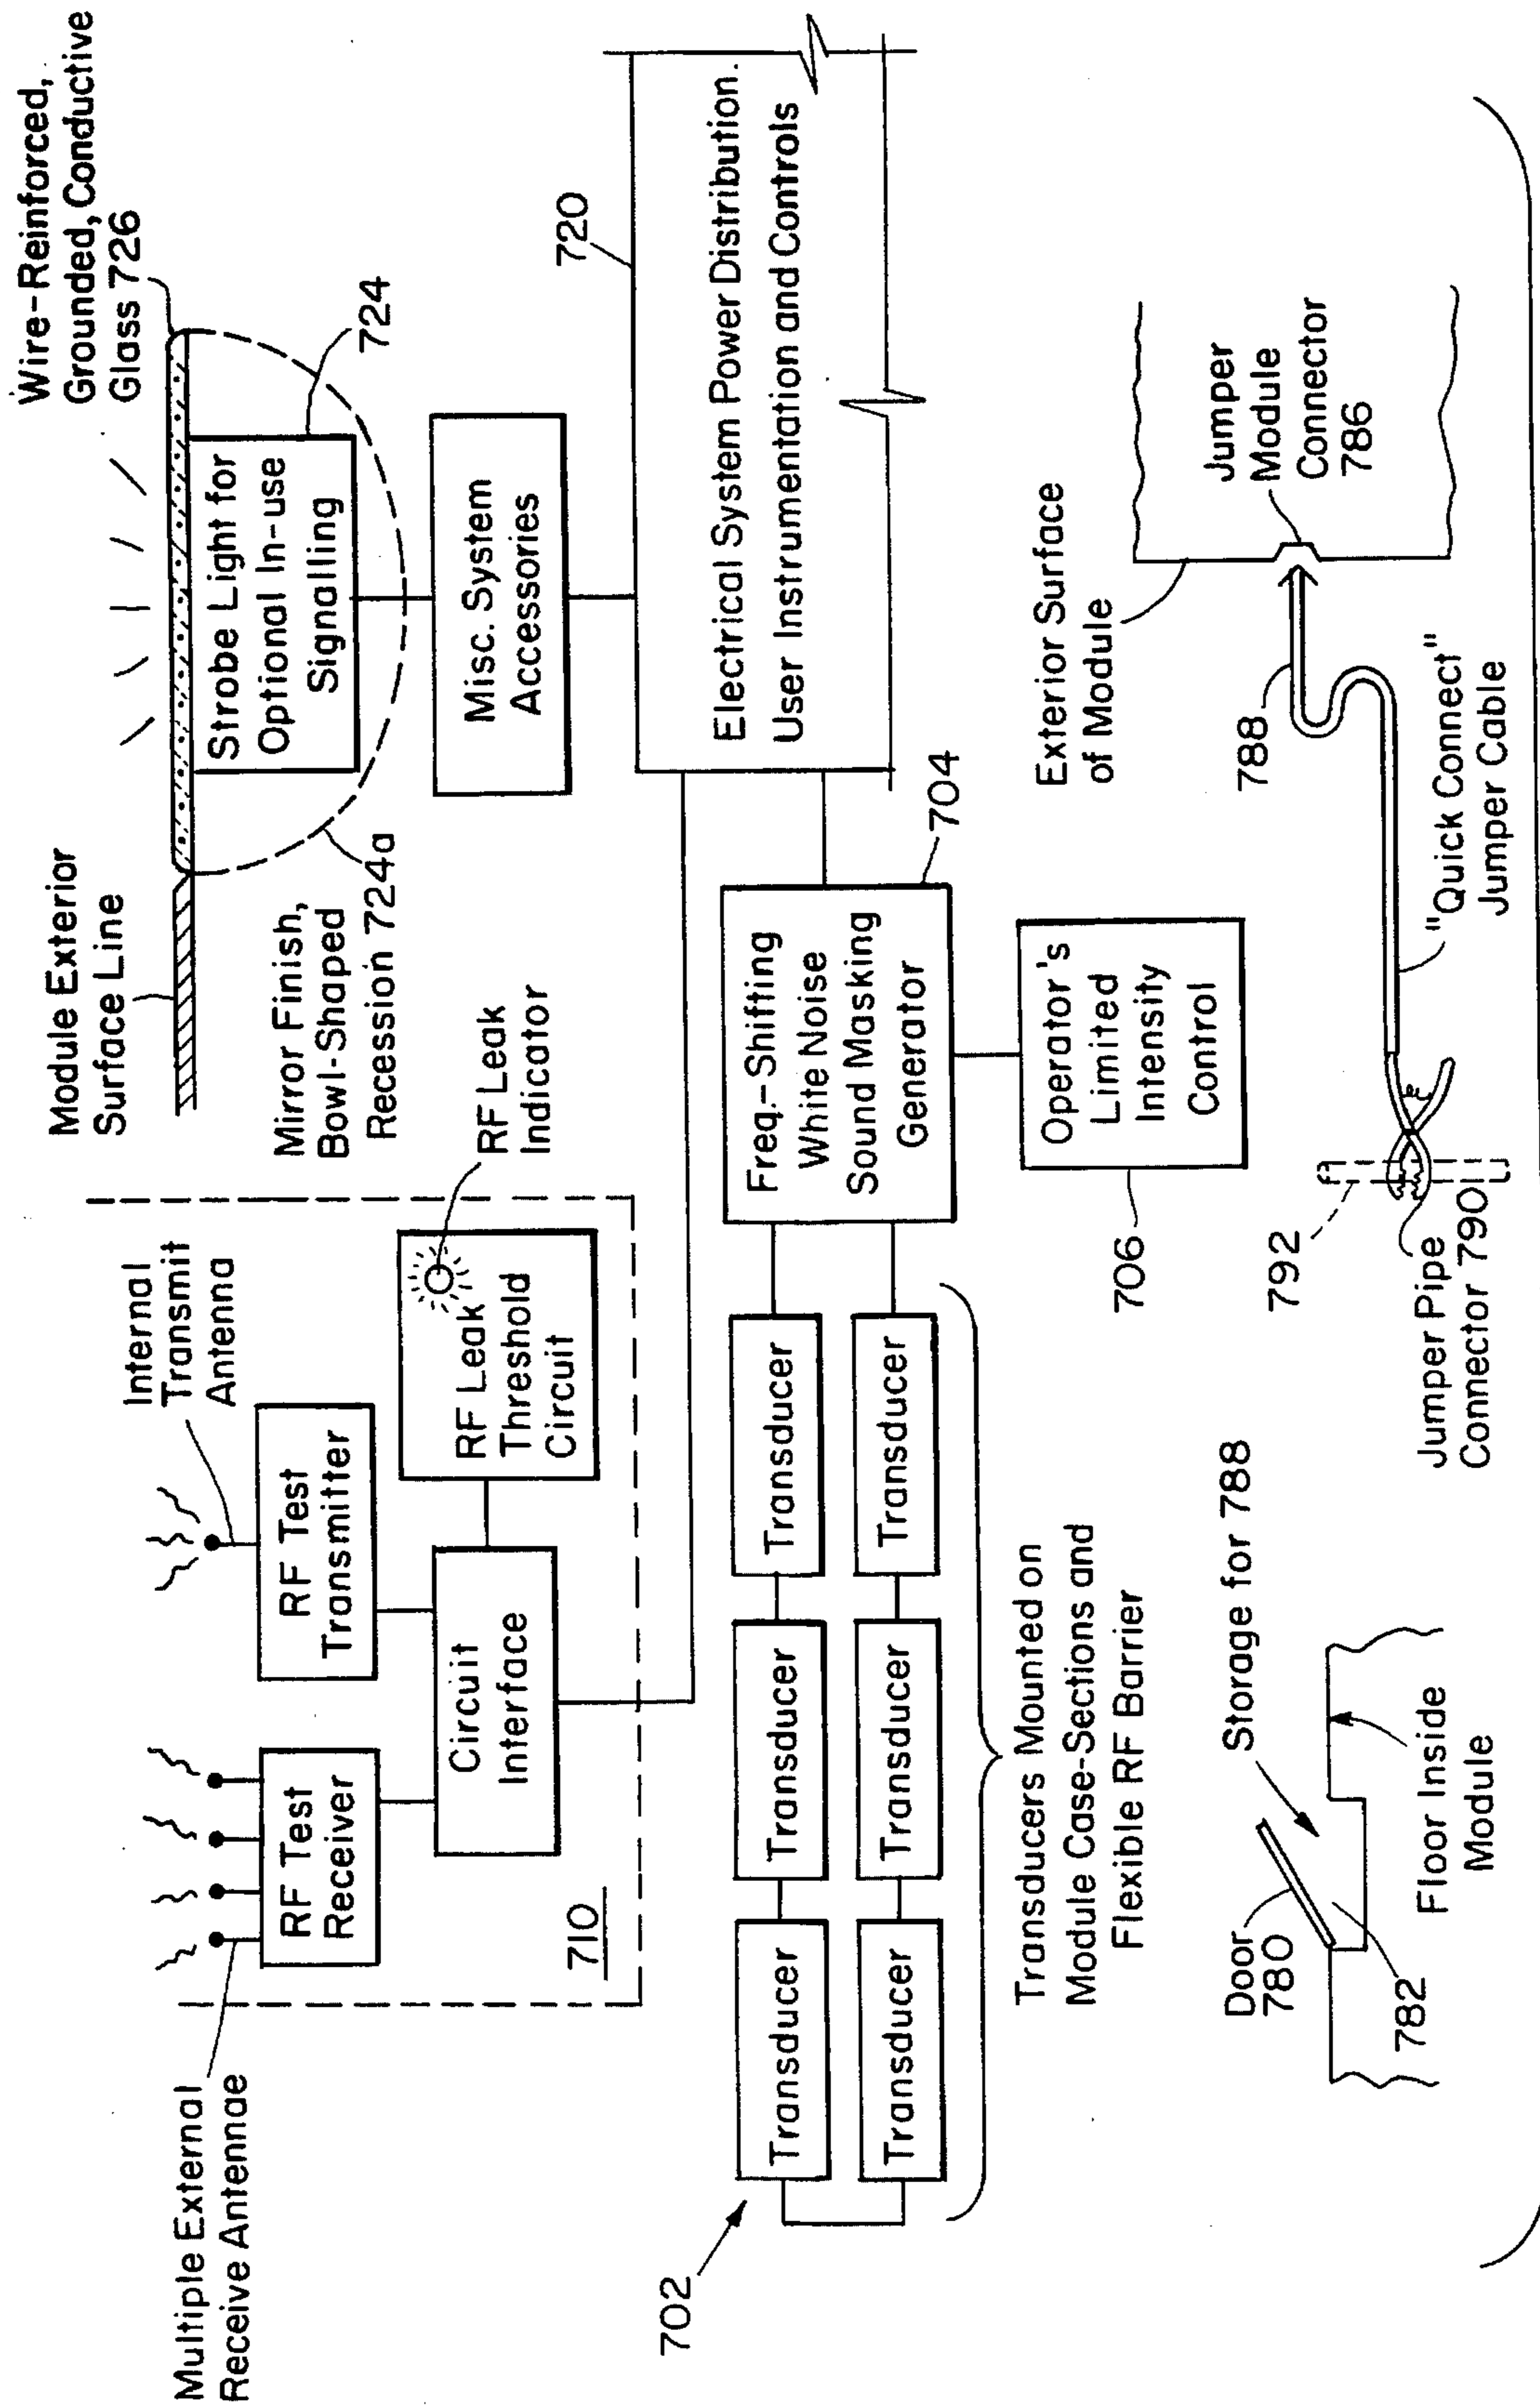 Multiple External
Receive Antennae
RF Test
Receiver
Internal
Transmit
Antenna
RF Test
Transmitter
Circuit
Interface
RF Leak
Threshold
Circuit
RF Leak
Indicator
710
Module Exterior
Surface Line
Mirror Finish,
Bowl-Shaped
Recession 724a
Wire-Reinforced,
Grounded, Conductive
Glass 726
Strobe Light for
Optional In-use
Signalling
724
Misc. System
Accessories
720
Electrical System Power Distribution.
User Instrumentation and Controls
702
Transducer
Transducer
Transducer
Transducer
Transducer
Transducer
Transducers Mounted on
Module Case-Sections and
Flexible RF Barrier
Freq.-Shifting
White Noise
Sound Masking
Generator
704
Operator's
Limited
Intensity
Control
706
Door
780
782
Storage for 788
Floor Inside
Module
792
Jumper Pipe
Connector 790
"Quick Connect"
Jumper Cable
788
Exterior Surface
of Module
Jumper
Module
Connector
786